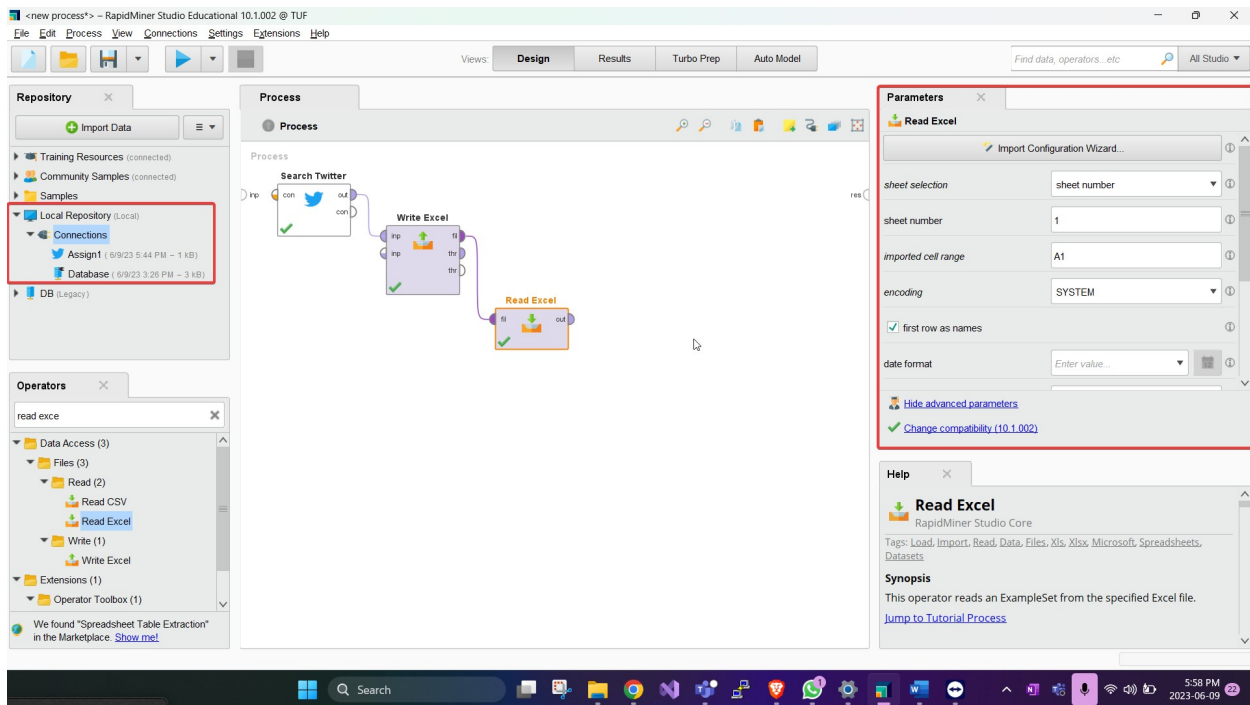 <new process*> – RapidMiner Studio Educational 10.1.002 @ TUF
File Edit Process View Connections Settings Extensions Help
Views: Design Results Turbo Prep Auto Model
Find data, operators...etc All Studio
Repository
Import Data
Training Resources (connected)
Community Samples (connected)
Samples
Local Repository (Local)
Connections
Assign1 ( 6/9/23 5:44 PM – 1 kB)
Database ( 6/9/23 3:26 PM – 3 kB)
DB (Legacy)
Operators
read exce
Data Access (3)
Files (3)
Read (2)
Read CSV
Read Excel
Write (1)
Write Excel
Extensions (1)
Operator Toolbox (1)
We found "Spreadsheet Table Extraction"
in the Marketplace. Show me!
Process
Process
Process
Search Twitter
inp con out res
con
Write Excel
inp fil
inp thr
thr
Read Excel
fil out
Parameters
Read Excel
Import Configuration Wizard...
sheet selection sheet number
sheet number 1
imported cell range A1
encoding SYSTEM
first row as names
date format Enter value...
Hide advanced parameters
Change compatibility (10.1.002)
Help
Read Excel
RapidMiner Studio Core
Tags: Load, Import, Read, Data, Files, Xls, Xlsx, Microsoft, Spreadsheets,
Datasets
Synopsis
This operator reads an ExampleSet from the specified Excel file.
Jump to Tutorial Process
Search
5:58 PM
2023-06-09
22